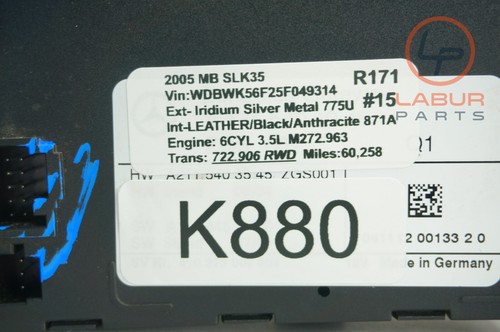 LP
LABUR
PARTS
2005 MB SLK35 R171
Vin:WDBWK56F25F049314 #15
Ext- Iridium Silver Metal 775U
Int-LEATHER/Black/Anthracite 871A
Engine: 6CYL 3.5L M272.963
Trans: 722.906 RWD Miles:60,258
Q1
HW A211 540 35 45 ZGS001
K880
2 00133 2 0
e in Germany